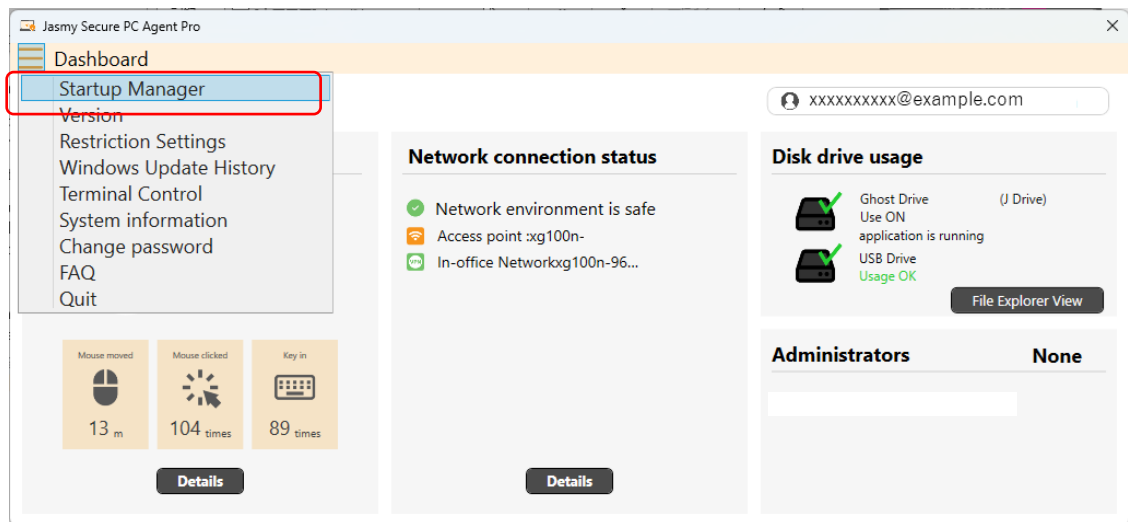 Jasmy Secure PC Agent Pro
Dashboard
Startup Manager
Version
Restriction Settings
Windows Update History
Terminal Control
System information
Change password
FAQ
Quit
xxxxxxxxxx@example.com
Mouse moved
13 m
Mouse clicked
104 times
Key in
89 times
Details
Network connection status
Network environment is safe
Access point :xg100n-
VPN
In-office Networkxg100n-96...
Details
Disk drive usage
Ghost Drive (J Drive)
Use ON
application is running
USB Drive
Usage OK
File Explorer View
Administrators None